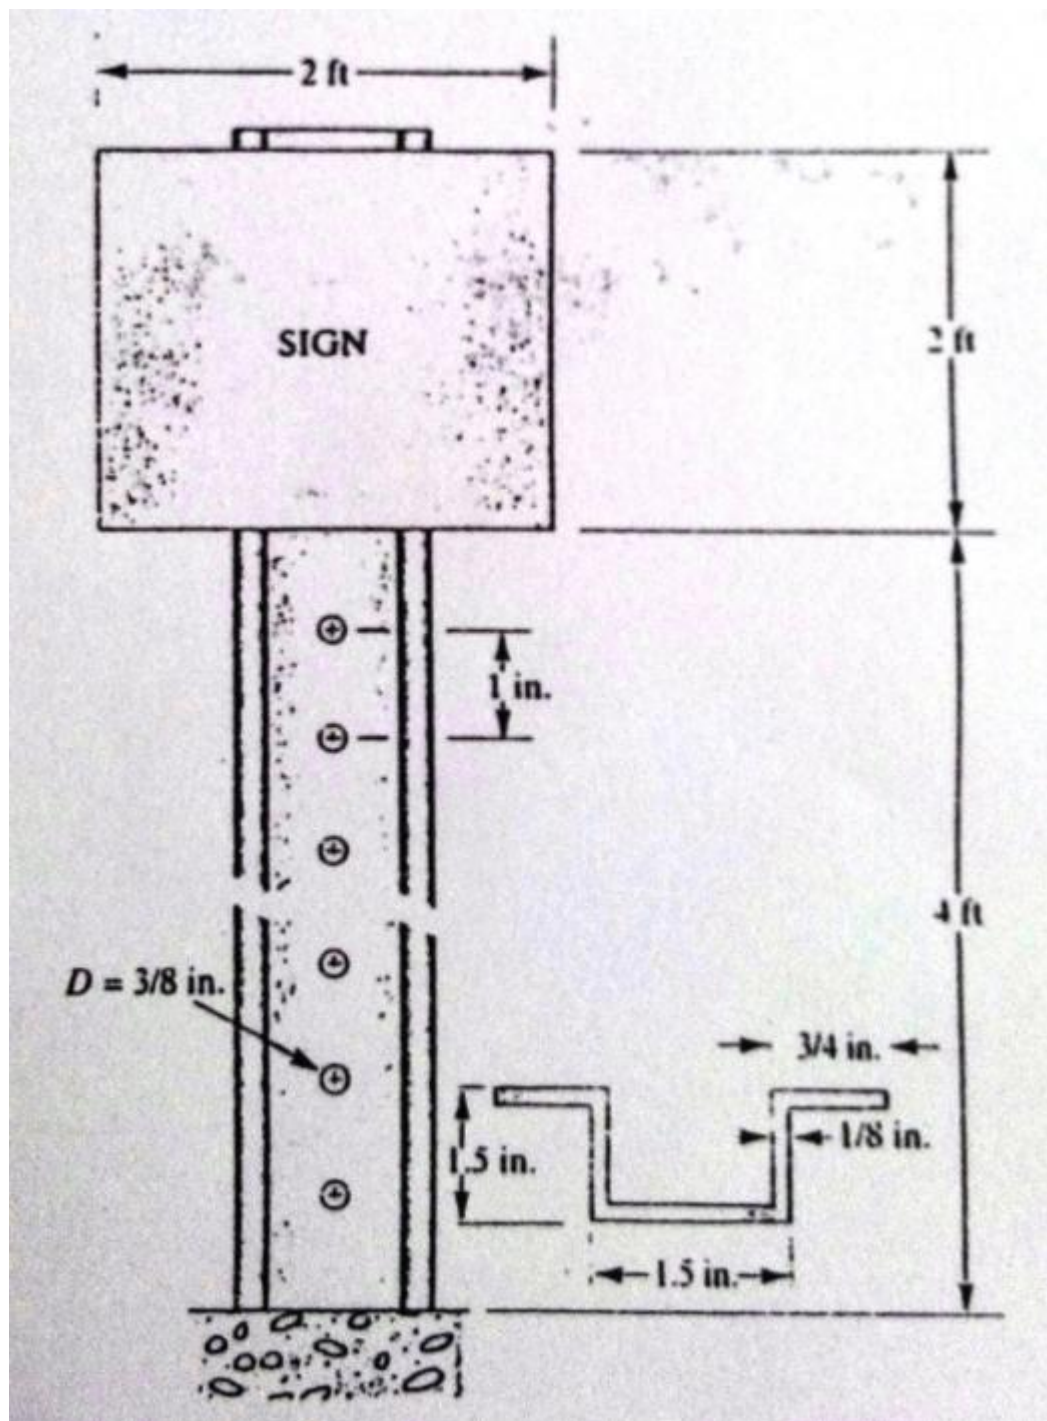 2 ft
SIGN
2 ft
1 in.
4 ft
D = 3/8 in.
3/4 in.
1/8 in.
1.5 in.
1.5 in.